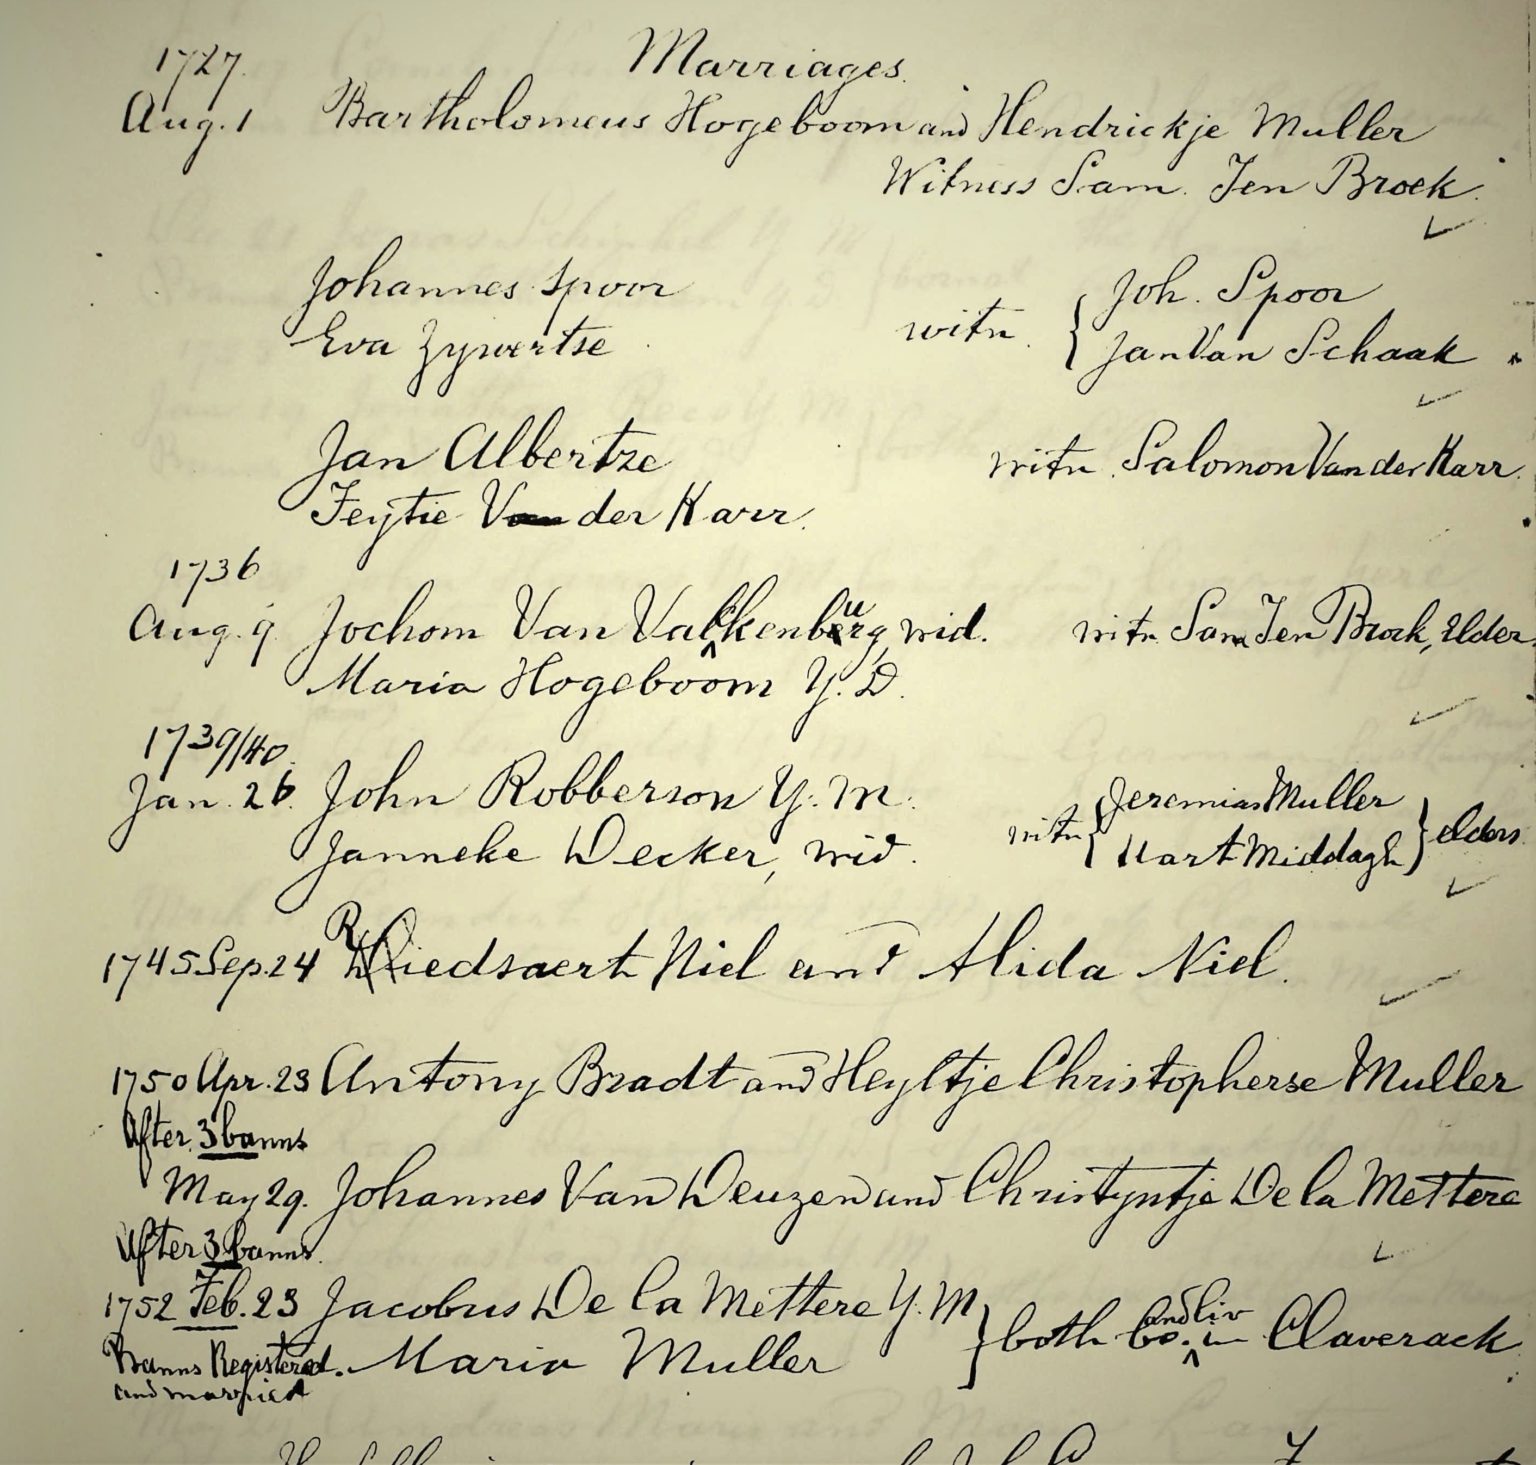 Marriages.
1727.
Aug. 1 Bartholomeus Hogeboom and Hendrickje Muller
Witness Sam. Ten Broek.
Johannes Spoor
Eva Zywertse
witn. { Joh. Spoor
Jan Van Schaak
Jan Albertze witn. Salomon Van der Karr.
Feytie V der Karr.
1736
Aug. 9 Jochom Van Valkenburg, wid. witn Sam Ten Broek, Elder.
Maria Hogeboom Y. D.
1739/40.
Jan. 26. John Robberson Y. M.
Janneke Decker, wid.
witn { Jeremias Muller
Hart Middagh } elders
1745 Sep. 24 Riedsaert Niel and Alida Niel.
1750 Apr. 23 Antony Bradt and Heyltje Christopherse Muller
After 3 banns
May 29. Johannes Van Deuzen and Christyntje De la Mettere
After 3 banns.
1752 Feb. 23 Jacobus De la Mettere Y. M
Banns Registered. Maria Muller
and married
} both bo. and liv in Claverack